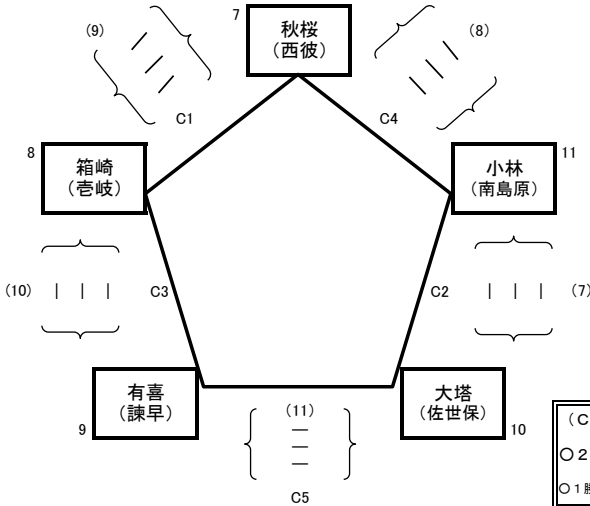 7
秋桜
(西彼)
(9)
(8)
C1
C4
8
箱崎
(壱岐)
11
小林
(南島原)
(10)
C3
C2
(7)
有喜
(諫早)
9
(11)
C5
大塔
(佐世保)
10
(C
○2
○1勝